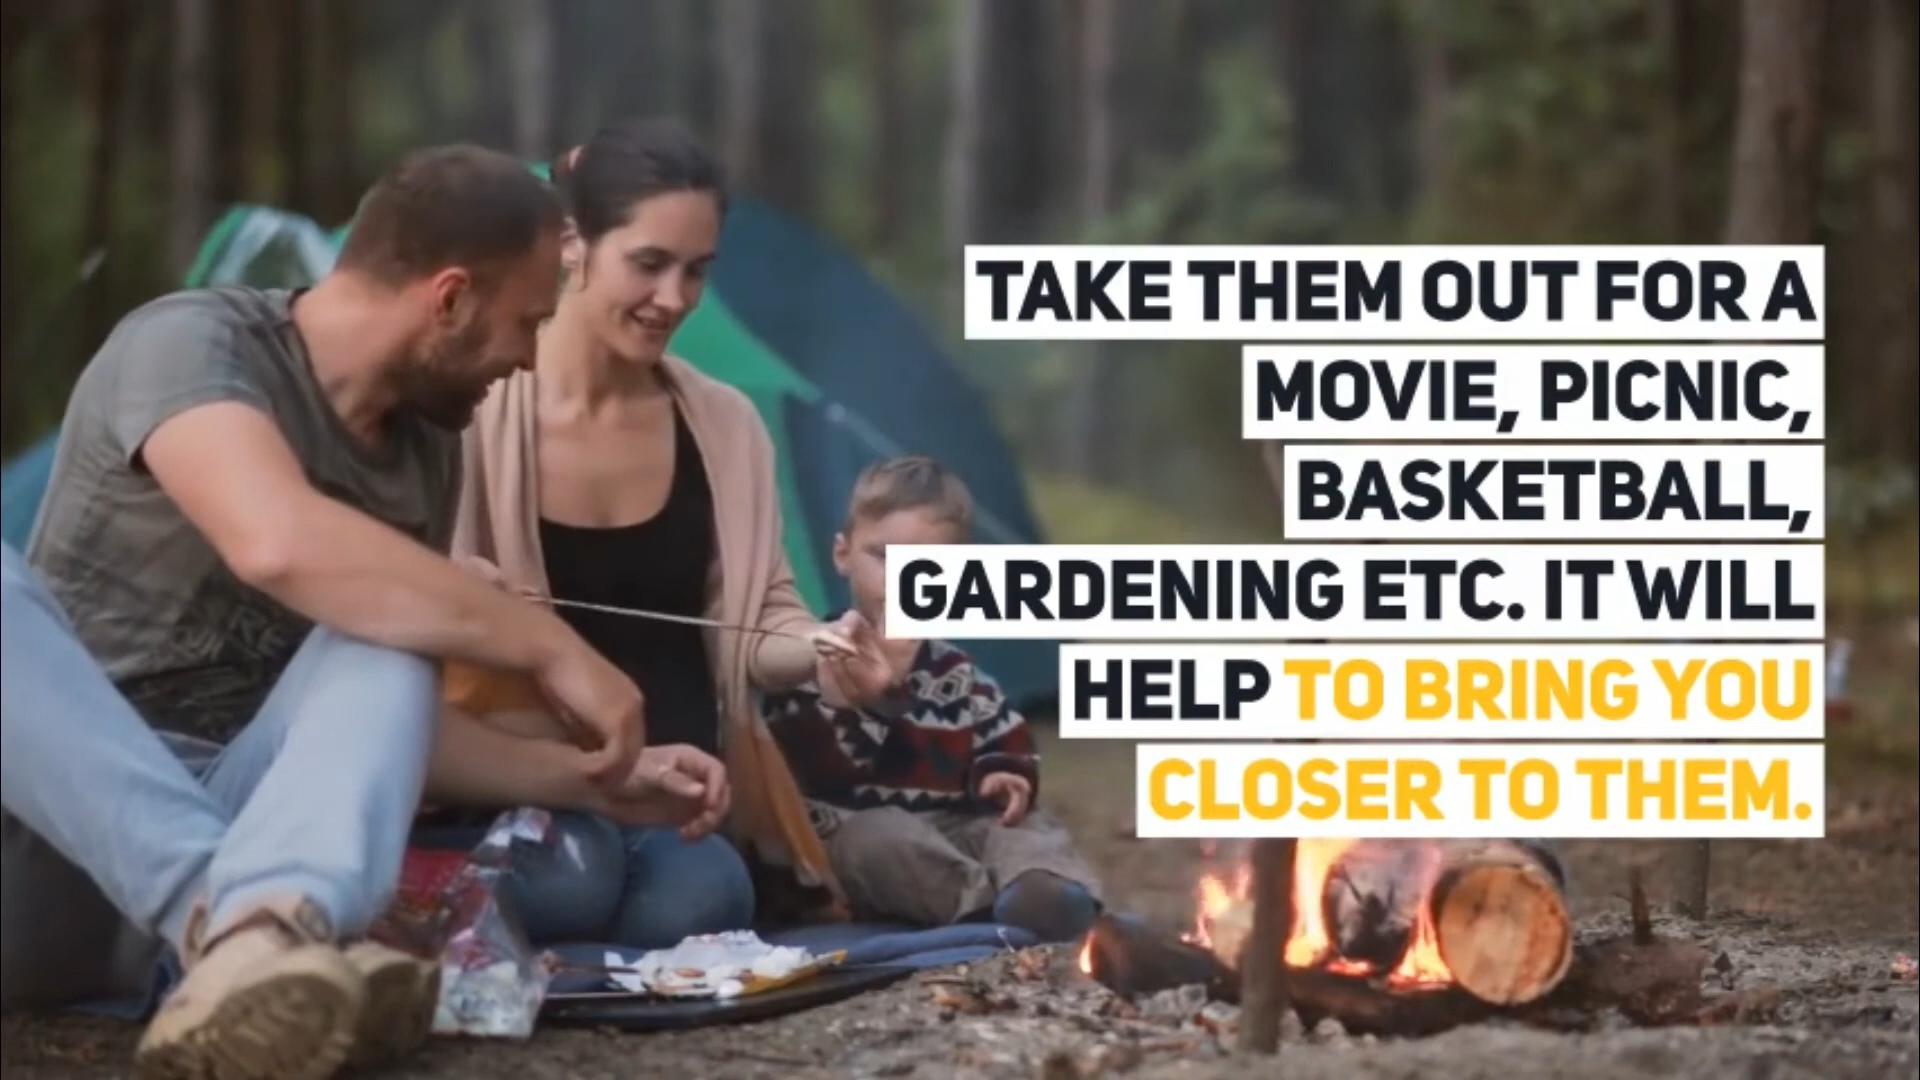 TAKE THEM OUT FOR A
MOVIE, PICNIC,
BASKETBALL,
GARDENING ETC. IT WILL
HELP TO BRING YOU
CLOSER TO THEM.